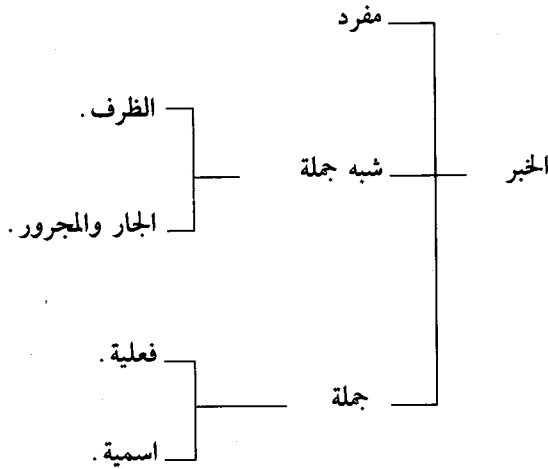 الخبر
مفرد
شبه جملة
الظرف .
الجار والمجرور .
جملة
فعلية .
اسمية .